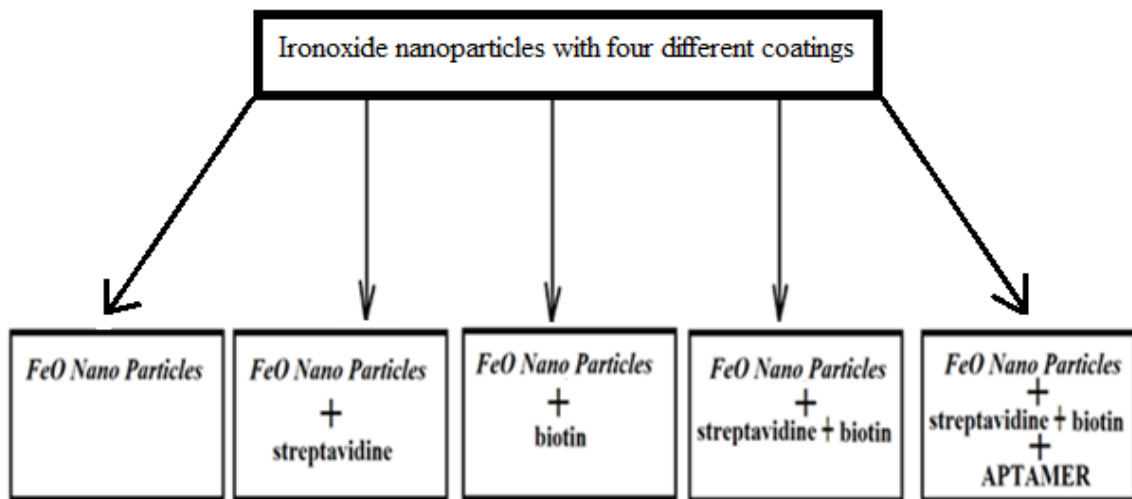 Ironoxide nanoparticles with four different coatings
FeO Nano Particles
FeO Nano Particles
+
streptavidine
FeO Nano Particles
+
biotin
FeO Nano Particles
+
streptavidine + biotin
FeO Nano Particles
+
streptavidine + biotin
+
APTAMER